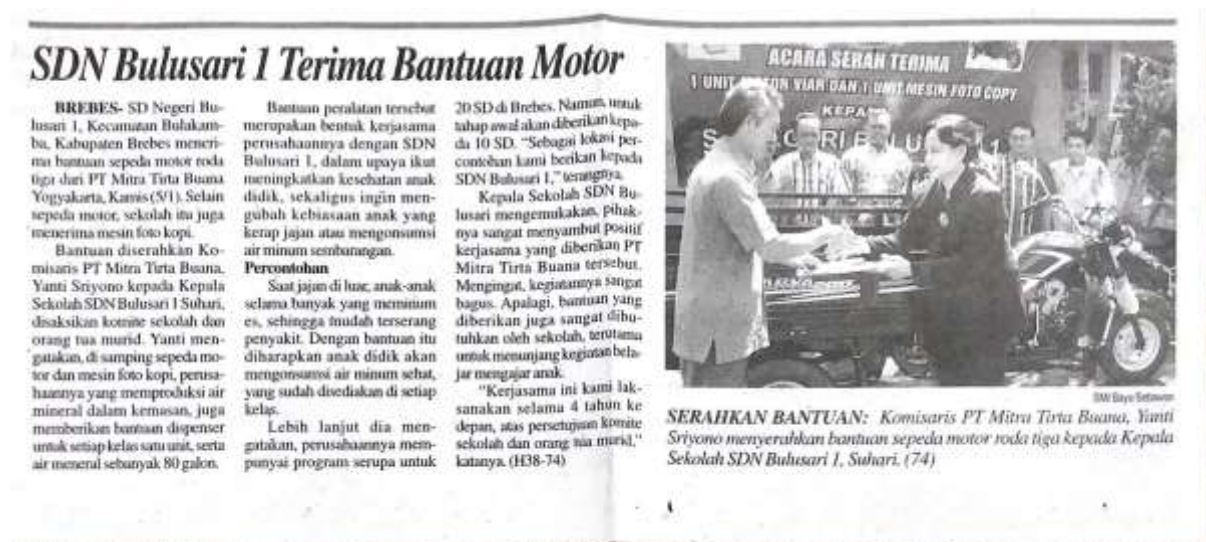 SDN Bulusari 1 Terima Bantuan Motor
BREBES- SD Negeri Bu-
lusari 1, Kecamatan Bulakam-
ba, Kabupaten Brebes meneri-
ma bantuan sepeda motor roda
tiga dari PT Mitra Tirta Buana
Yogyakarta, Kamis (5/1). Selain
sepeda motor, sekolah itu juga
menerima mesin foto kopi.
Bantuan diserahkan Ko-
misaris PT Mitra Tirta Buana,
Yanti Sriyono kepada Kepala
Sekolah SDN Bulusari 1 Suhari,
disaksikan komite sekolah dan
orang tua murid. Yanti men-
gatakan, di samping sepeda mo-
tor dan mesin foto kopi, perusa-
haannya yang memproduksi air
mineral dalam kemasan, juga
memberikan bantuan dispenser
untuk setiap kelas satu unit, serta
air meneral sebanyak 80 galon.
Bantuan peralatan tersebut
merupakan bentuk kerjasama
perusahaannya dengan SDN
Bulusari 1, dalam upaya ikut
meningkatkan kesehatan anak
didik, sekaligus ingin men-
gubah kebiasaan anak yang
kerap jajan atau mengonsumsi
air minum sembarangan.
Percontohan
Saat jajan di luar, anak-anak
selama banyak yang meminum
es, sehingga mudah terserang
penyakit. Dengan bantuan itu
diharapkan anak didik akan
mengonsumsi air minum sehat,
yang sudah disediakan di setiap
kelas.
Lebih lanjut dia men-
gatakan, perusahaannya mem-
punyai program serupa untuk
20 SD di Brebes. Namun, untuk
tahap awal akan diberikan kepa-
da 10 SD. "Sebagai lokasi per-
contohan kami berikan kepada
SDN Bulusari 1," terangnya.
Kepala Sekolah SDN Bu-
lusari mengemukakan, pihak-
nya sangat menyambut positif
kerjasama yang diberikan PT
Mitra Tirta Buana tersebut.
Mengingat, kegiatannya sangat
bagus. Apalagi, bantuan yang
diberikan juga sangat dibu-
tuhkan oleh sekolah, terutama
untuk menunjang kegiatan bela-
jar mengajar anak.
"Kerjasama ini kami lak-
sanakan selama 4 tahun ke
depan, atas persetujuan komite
sekolah dan orang tua murid,"
katanya. (H38-74)
ACARA SERAH TERIMA
1 UNIT MOTOR VIAR DAN 1 UNIT MESIN FOTO COPY
KEPADA
SM/Bayu Setiawan
SERAHKAN BANTUAN: Komisaris PT Mitra Tirta Buana, Yanti
Sriyono menyerahkan bantuan sepeda motor roda tiga kepada Kepala
Sekolah SDN Bulusari 1, Suhari. (74)